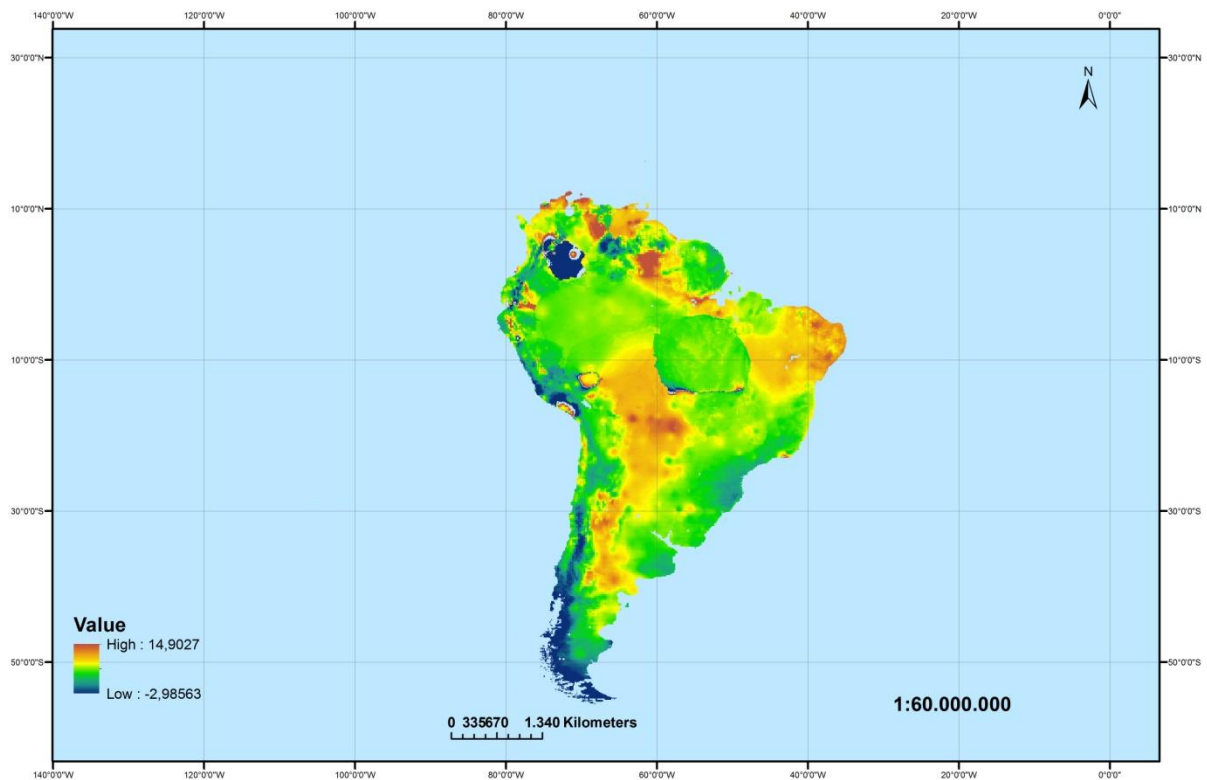 140°0'0"W 120°0'0"W 100°0'0"W 80°0'0"W 60°0'0"W 40°0'0"W 20°0'0"W 0°0'0"
30°0'0"N 30°0'0"N
N
10°0'0"N 10°0'0"N
10°0'0"S 10°0'0"S
30°0'0"S 30°0'0"S
Value
High : 14,9027
Low : -2,98563
50°0'0"S 50°0'0"S
1:60.000.000
0 335670 1.340 Kilometers
140°0'0"W 120°0'0"W 100°0'0"W 80°0'0"W 60°0'0"W 40°0'0"W 20°0'0"W 0°0'0"